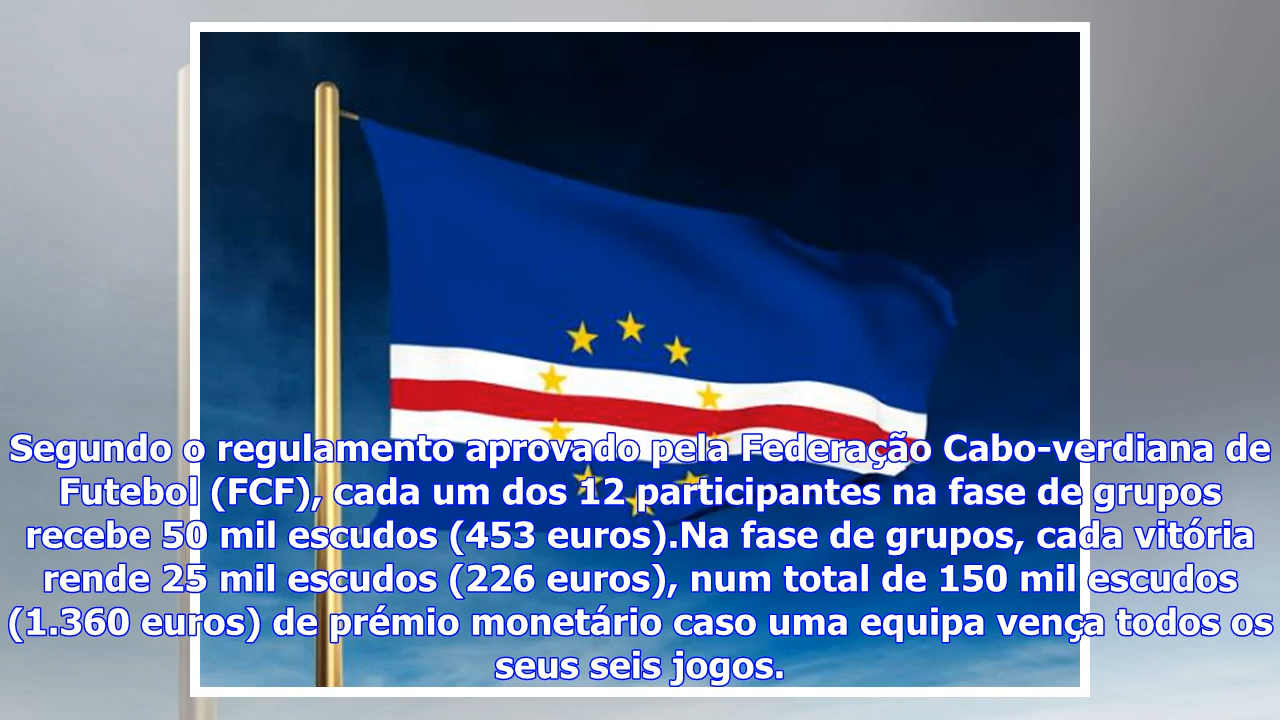 Segundo o regulamento aprovado pela Federação Cabo-verdiana de
Futebol (FCF), cada um dos 12 participantes na fase de grupos
recebe 50 mil escudos (453 euros).Na fase de grupos, cada vitória
rende 25 mil escudos (226 euros), num total de 150 mil escudos
(1.360 euros) de prémio monetário caso uma equipa vença todos os
seus seis jogos.